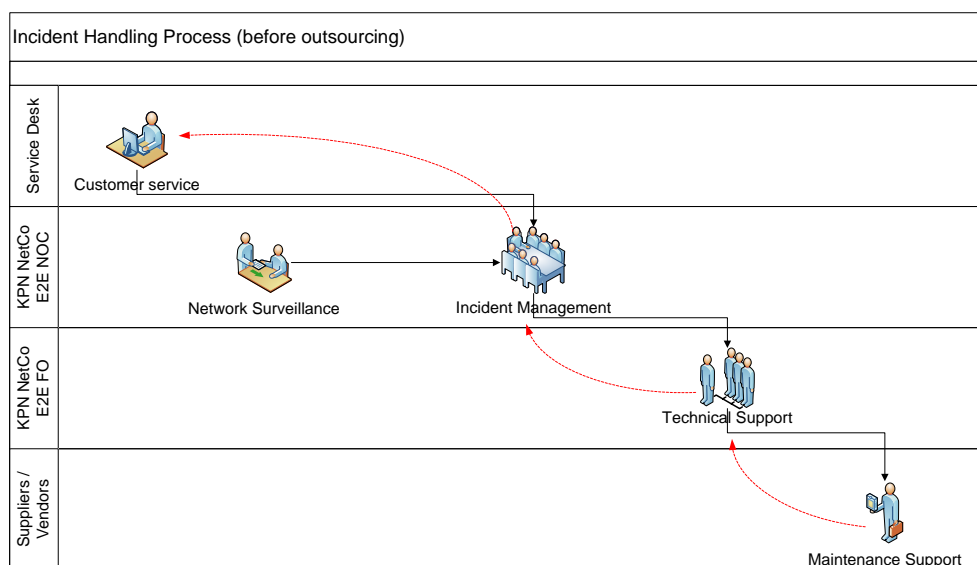 Incident Handling Process (before outsourcing)
Service Desk
Customer service
KPN NetCo
E2E NOC
Network Surveillance
Incident Management
KPN NetCo
E2E FO
Technical Support
Suppliers /
Vendors
Maintenance Support